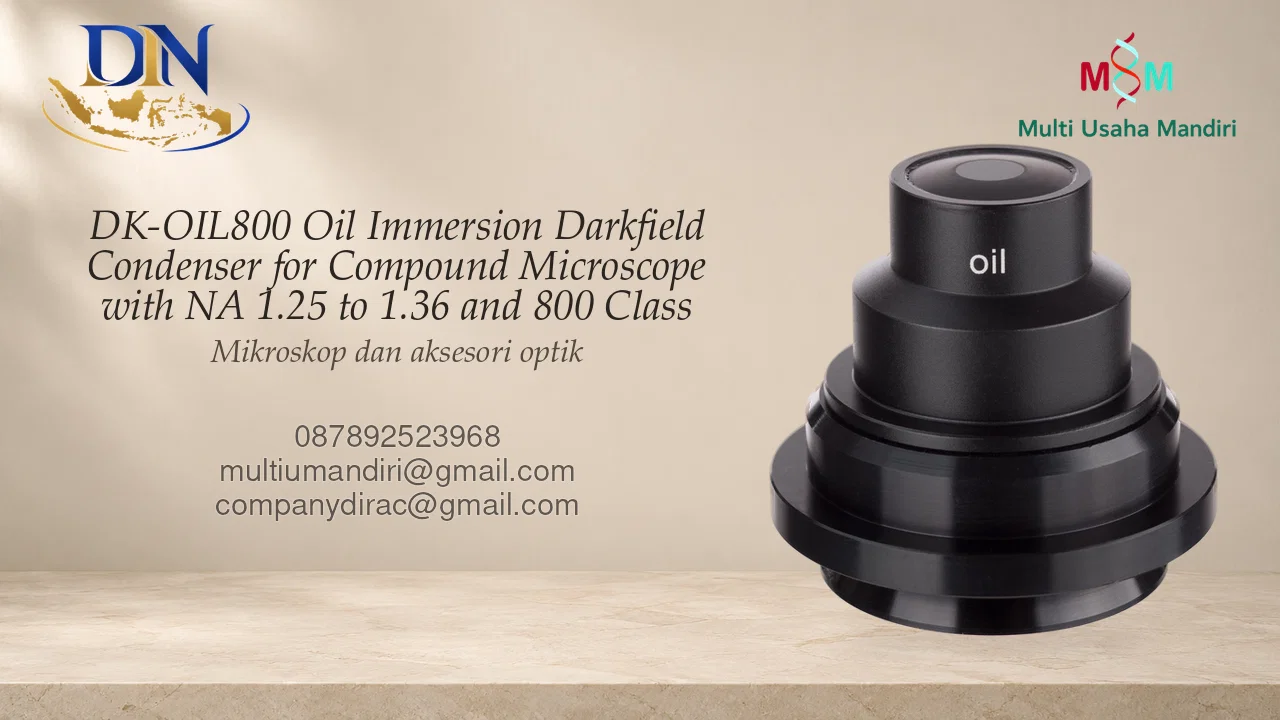 DN
M M
Multi Usaha Mandiri
DK-OIL800 Oil Immersion Darkfield
Condenser for Compound Microscope
with NA 1.25 to 1.36 and 800 Class
Mikroskop dan aksesori optik
087892523968
multiumandiri@gmail.com
companydirac@gmail.com
oil